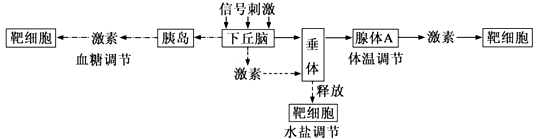 信号刺激
靶细胞 激素 胰岛 下丘脑 垂体 腺体A 激素 靶细胞
血糖调节 体温调节
激素
释放
靶细胞
水盐调节